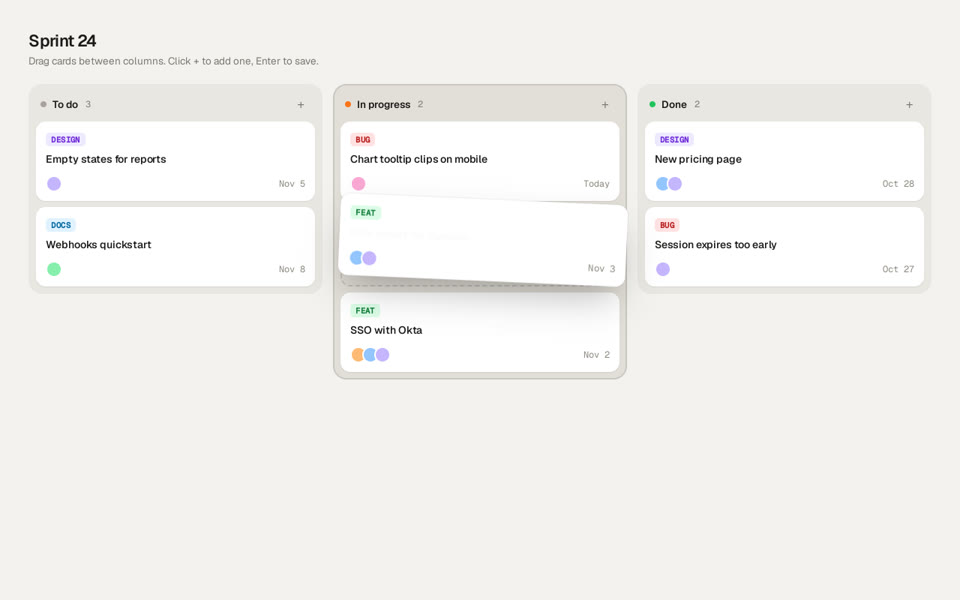 Sprint 24
Drag cards between columns. Click + to add one, Enter to save.
To do 3 +
DESIGN
Empty states for reports
Nov 5
DOCS
Webhooks quickstart
Nov 8
In progress 2 +
BUG
Chart tooltip clips on mobile
Today
FEAT
Nov 3
FEAT
SSO with Okta
Nov 2
Done 2 +
DESIGN
New pricing page
Oct 28
BUG
Session expires too early
Oct 27